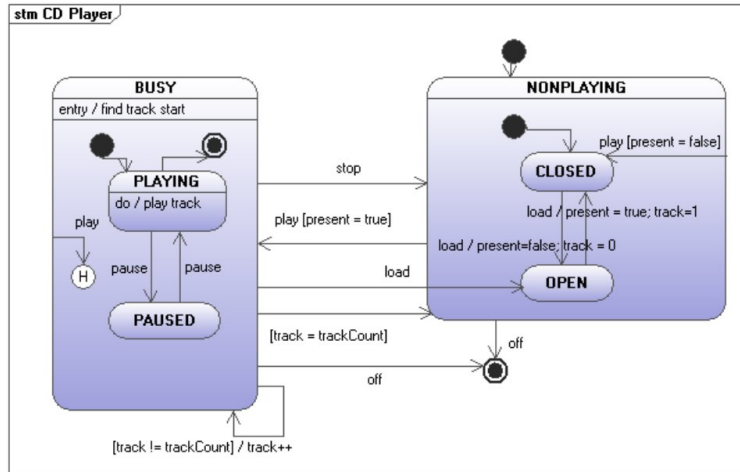 stm CD Player
BUSY
entry / find track start
PLAYING
do / play track
play
H
pause
pause
PAUSED
stop
play [present = true]
load
[track = trackCount]
off
[track != trackCount] / track++
NONPLAYING
play [present = false]
CLOSED
load / present = true; track=1
load / present=false; track = 0
OPEN
off